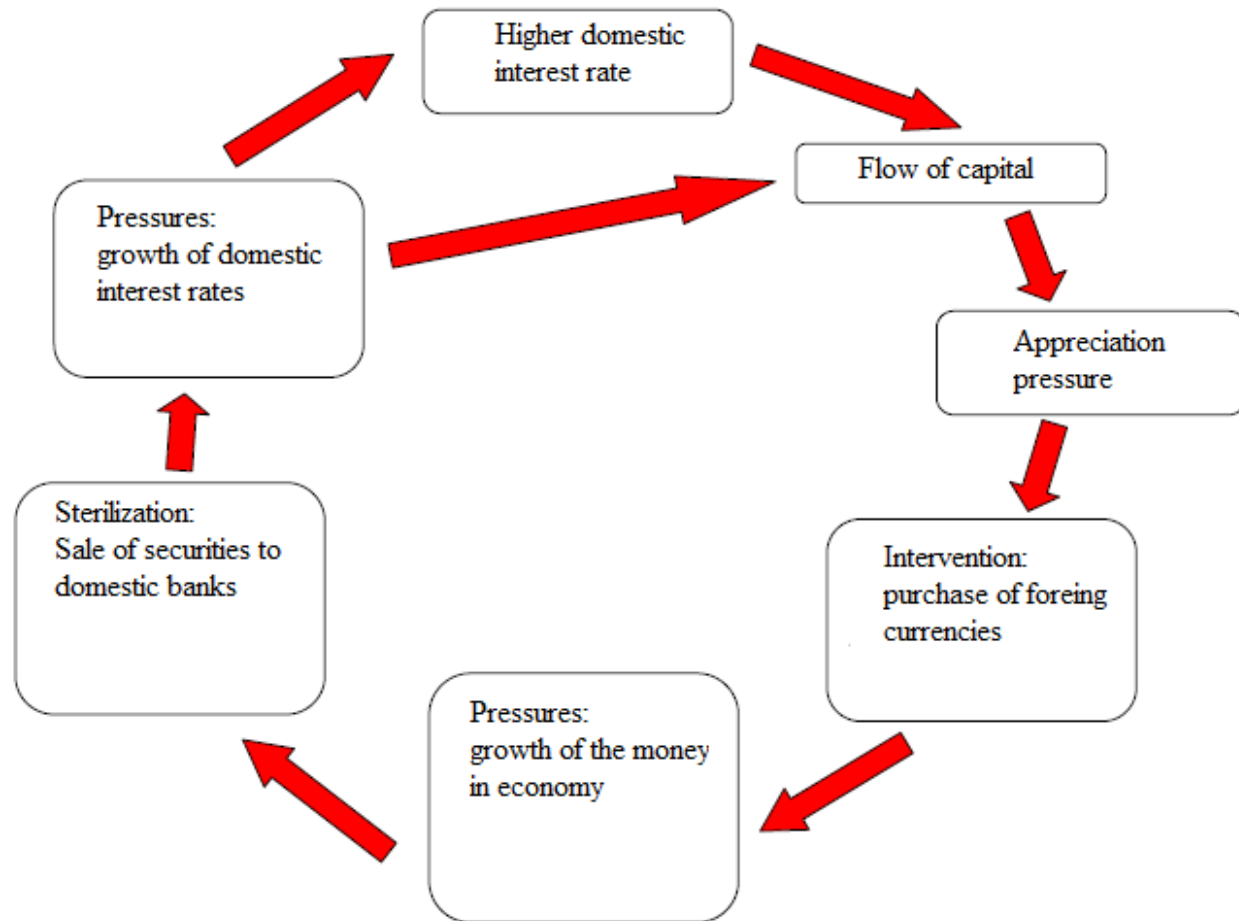 Higher domestic
interest rate
Flow of capital
Appreciation
pressure
Intervention:
purchase of foreing
currencies
Pressures:
growth of the money
in economy
Sterilization:
Sale of securities to
domestic banks
Pressures:
growth of domestic
interest rates